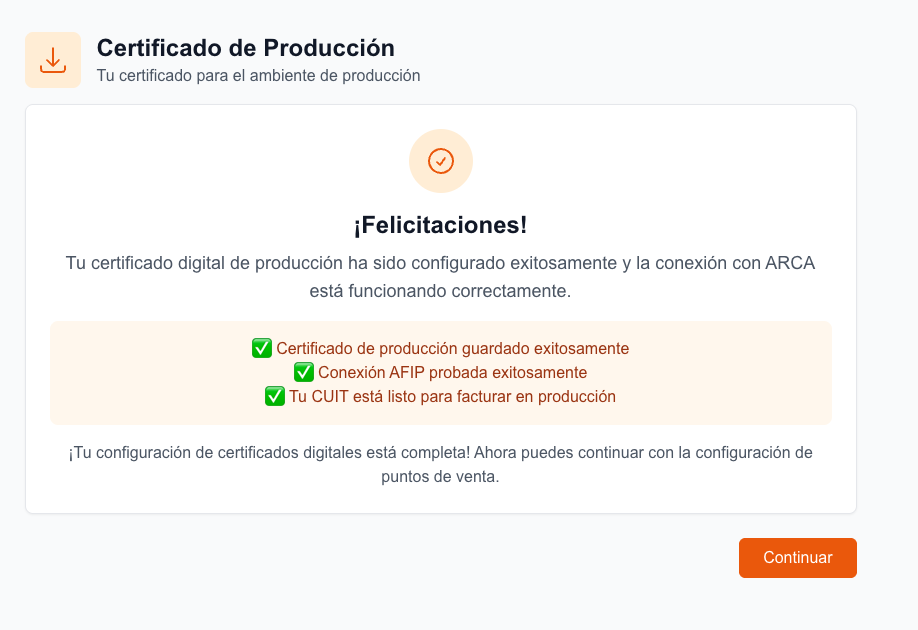 Certificado de Producción
Tu certificado para el ambiente de producción
¡Felicitaciones!
Tu certificado digital de producción ha sido configurado exitosamente y la conexión con ARCA
está funcionando correctamente.
✅ Certificado de producción guardado exitosamente
✅ Conexión AFIP probada exitosamente
✅ Tu CUIT está listo para facturar en producción
¡Tu configuración de certificados digitales está completa! Ahora puedes continuar con la configuración de
puntos de venta.
Continuar